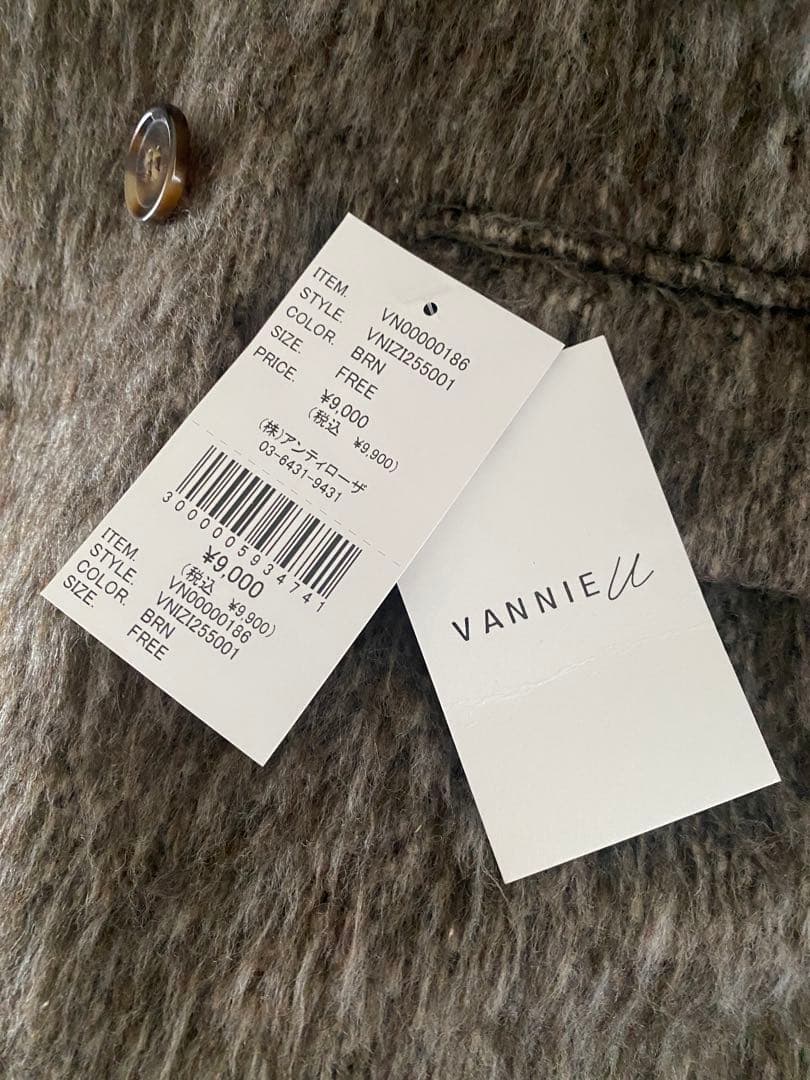 ITEM. VN00000186
STYLE. VNIZI255001
COLOR. BRN
SIZE. FREE
PRICE. ¥9,000
(税込 ¥9,900)
(株)アンティローザ
03-6431-9431
3000005934741
¥9,000
(税込 ¥9,900)
ITEM. VN00000186
STYLE. VNIZI255001
COLOR. BRN
SIZE. FREE
VANNIE U